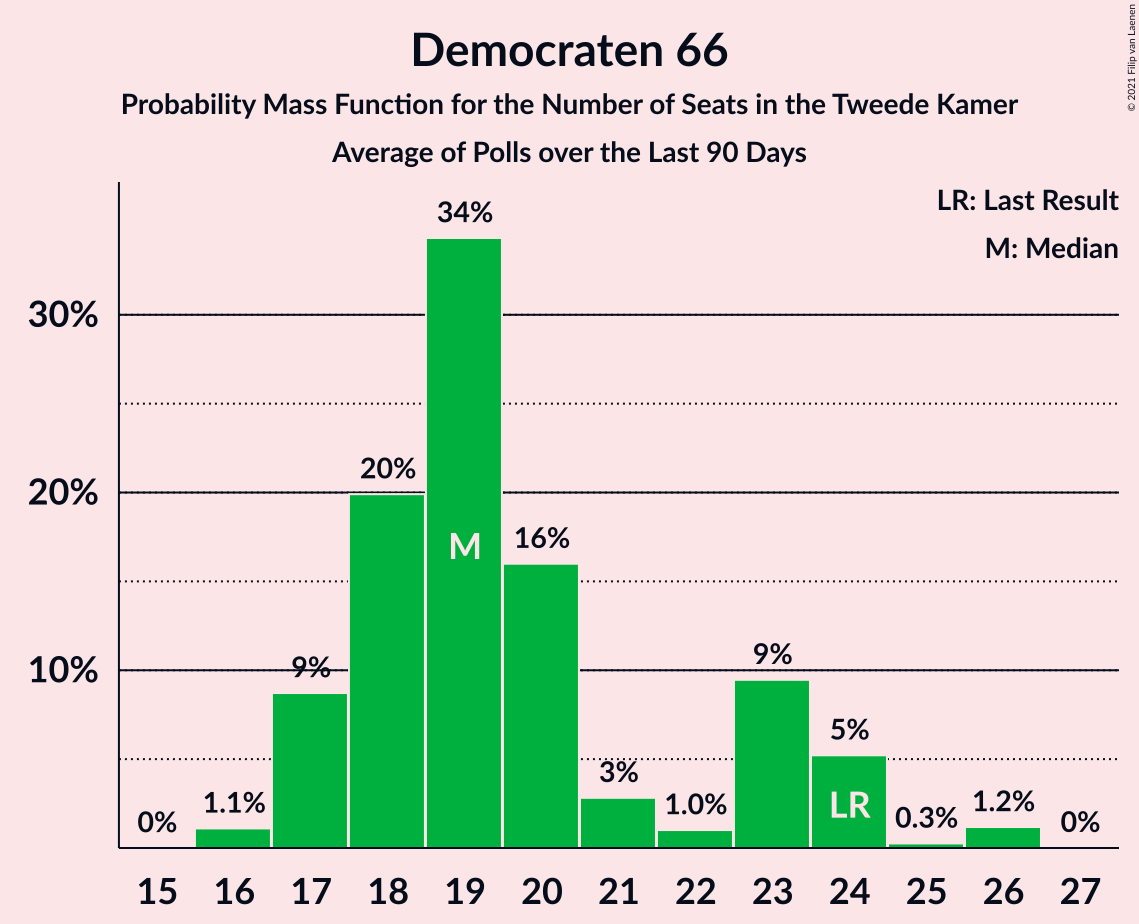 Democraten 66
Probability Mass Function for the Number of Seats in the Tweede Kamer
Average of Polls over the Last 90 Days
© 2021 Filip van Laenen
LR: Last Result
M: Median
34%
30%
20%
20%
M
16%
10%
9%
9%
5%
3%
LR
1.1%
1.0%
1.2%
0%
0.3%
0%
15 16 17 18 19 20 21 22 23 24 25 26 27